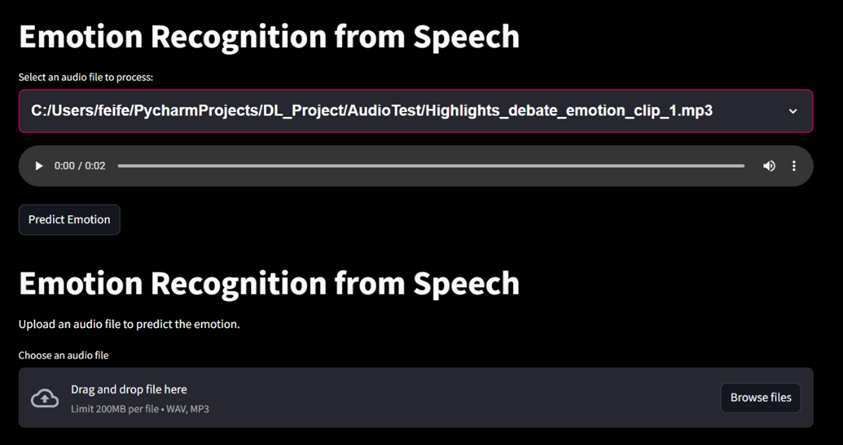 Emotion Recognition from Speech
Select an audio file to process:
C:/Users/feife/PycharmProjects/DL_Project/AudioTest/Highlights_debate_emotion_clip_1.mp3
0:00 / 0:02
Predict Emotion
Emotion Recognition from Speech
Upload an audio file to predict the emotion.
Choose an audio file
Drag and drop file here
Limit 200MB per file • WAV, MP3
Browse files